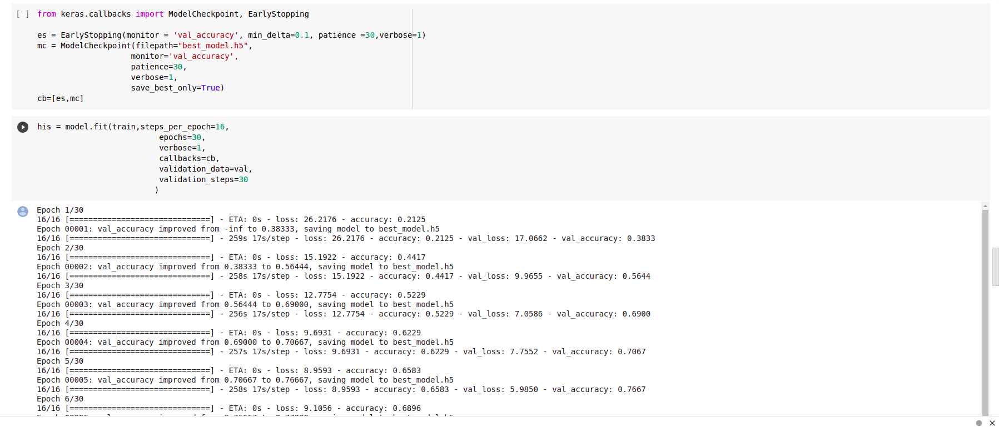 [ ] from keras.callbacks import ModelCheckpoint, EarlyStopping
es = EarlyStopping(monitor = 'val_accuracy', min_delta=0.1, patience =30,verbose=1)
mc = ModelCheckpoint(filepath="best_model.h5",
monitor='val_accuracy',
patience=30,
verbose=1,
save_best_only=True)
cb=[es,mc]
his = model.fit(train,steps_per_epoch=16,
epochs=30,
verbose=1,
callbacks=cb,
validation_data=val,
validation_steps=30
)
Epoch 1/30
16/16 [==============================] - ETA: 0s - loss: 26.2176 - accuracy: 0.2125
Epoch 00001: val_accuracy improved from -inf to 0.38333, saving model to best_model.h5
16/16 [==============================] - 259s 17s/step - loss: 26.2176 - accuracy: 0.2125 - val_loss: 17.0662 - val_accuracy: 0.3833
Epoch 2/30
16/16 [==============================] - ETA: 0s - loss: 15.1922 - accuracy: 0.4417
Epoch 00002: val_accuracy improved from 0.38333 to 0.56444, saving model to best_model.h5
16/16 [==============================] - 258s 17s/step - loss: 15.1922 - accuracy: 0.4417 - val_loss: 9.9655 - val_accuracy: 0.5644
Epoch 3/30
16/16 [==============================] - ETA: 0s - loss: 12.7754 - accuracy: 0.5229
Epoch 00003: val_accuracy improved from 0.56444 to 0.69000, saving model to best_model.h5
16/16 [==============================] - 256s 17s/step - loss: 12.7754 - accuracy: 0.5229 - val_loss: 7.0586 - val_accuracy: 0.6900
Epoch 4/30
16/16 [==============================] - ETA: 0s - loss: 9.6931 - accuracy: 0.6229
Epoch 00004: val_accuracy improved from 0.69000 to 0.70667, saving model to best_model.h5
16/16 [==============================] - 257s 17s/step - loss: 9.6931 - accuracy: 0.6229 - val_loss: 7.7552 - val_accuracy: 0.7067
Epoch 5/30
16/16 [==============================] - ETA: 0s - loss: 8.9593 - accuracy: 0.6583
Epoch 00005: val_accuracy improved from 0.70667 to 0.76667, saving model to best_model.h5
16/16 [==============================] - 258s 17s/step - loss: 8.9593 - accuracy: 0.6583 - val_loss: 5.9850 - val_accuracy: 0.7667
Epoch 6/30
16/16 [==============================] - ETA: 0s - loss: 9.1056 - accuracy: 0.6896